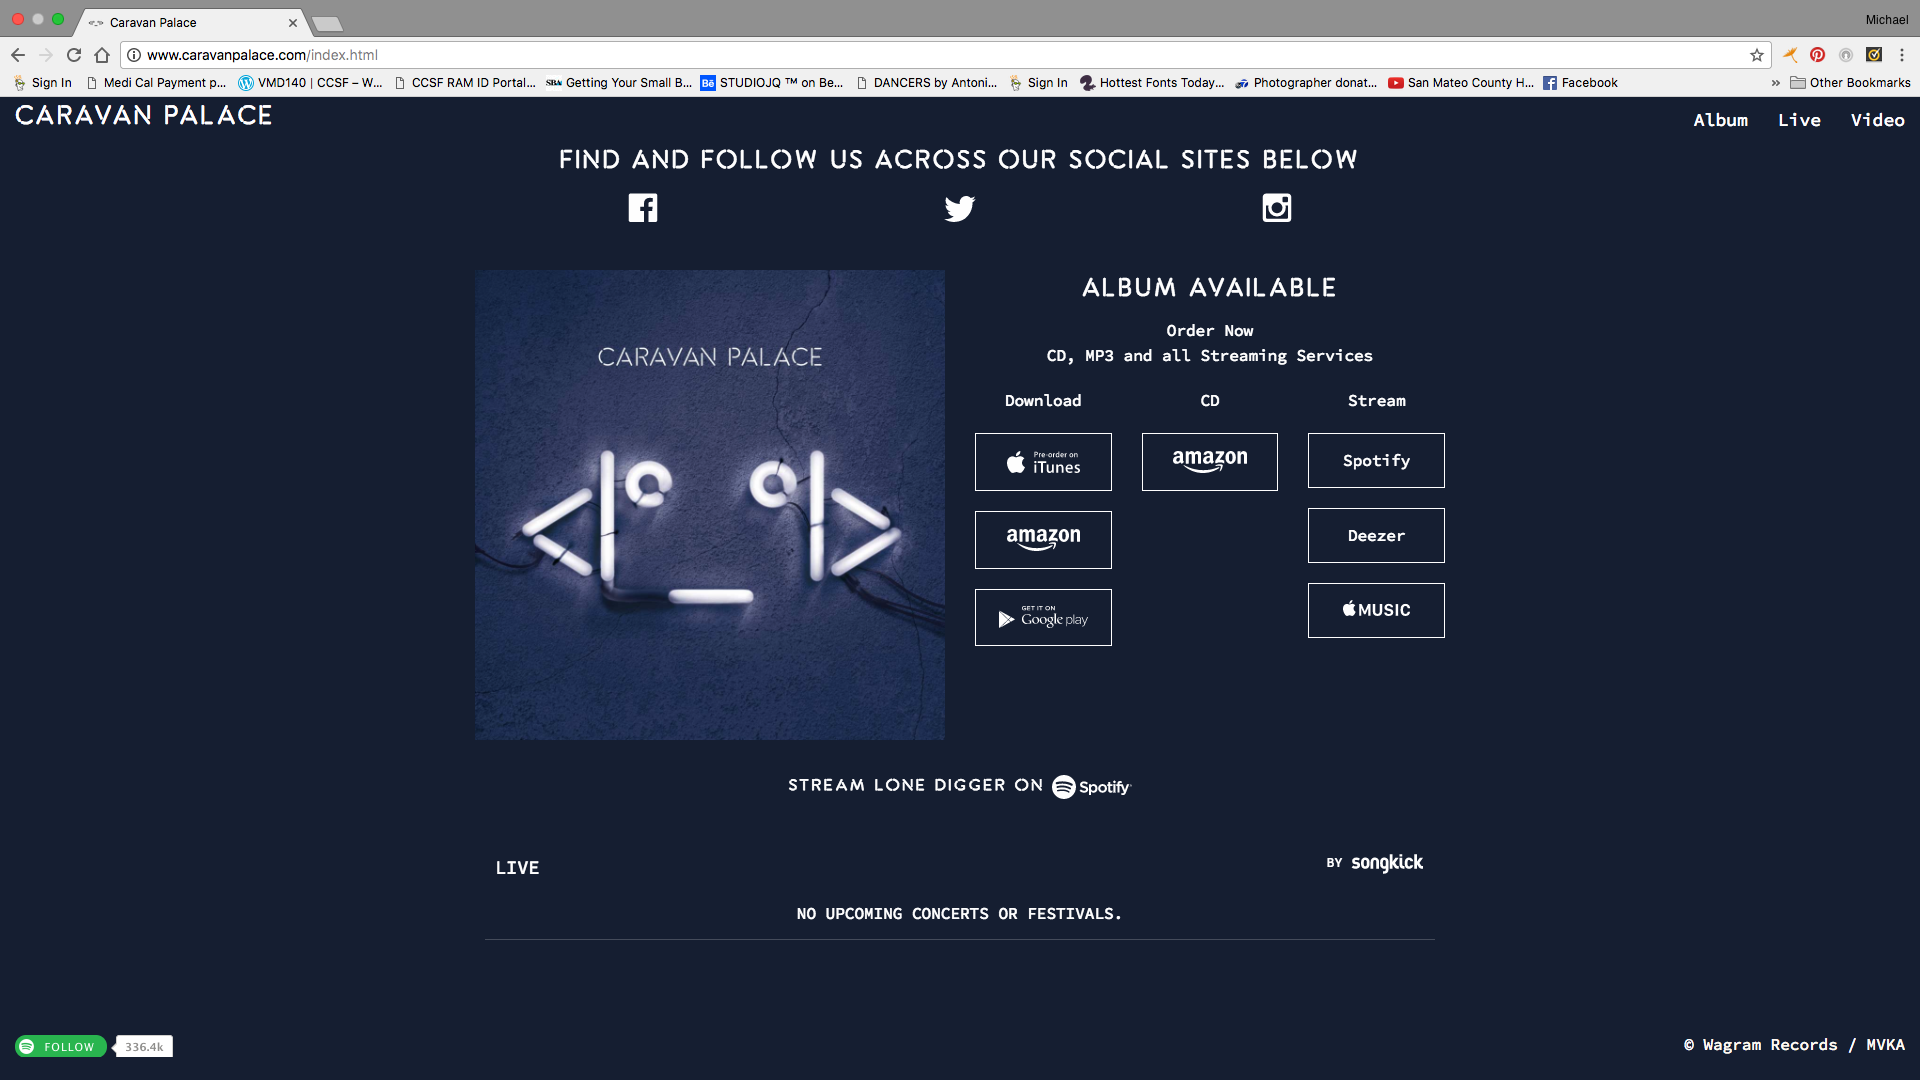 Caravan Palace
Michael
www.caravanpalace.com/index.html
Sign In
Medi Cal Payment p...
VMD140 | CCSF – W...
CCSF RAM ID Portal...
SBA
Getting Your Small B...
Bē
STUDIOJQ ™ on Be...
DANCERS by Antoni...
Sign In
Hottest Fonts Today...
Photographer donat...
San Mateo County H...
Facebook
»
Other Bookmarks
CARAVAN PALACE
Album
Live
Video
FIND AND FOLLOW US ACROSS OUR SOCIAL SITES BELOW
CARAVAN PALACE
<|° _ °|>
ALBUM AVAILABLE
Order Now
CD, MP3 and all Streaming Services
Download
CD
Stream
Pre-order on
iTunes
amazon
Spotify
amazon
Deezer
GET IT ON
Google play
MUSIC
STREAM LONE DIGGER ON Spotify
LIVE
BY songkick
NO UPCOMING CONCERTS OR FESTIVALS.
FOLLOW
336.4k
© Wagram Records / MVKA